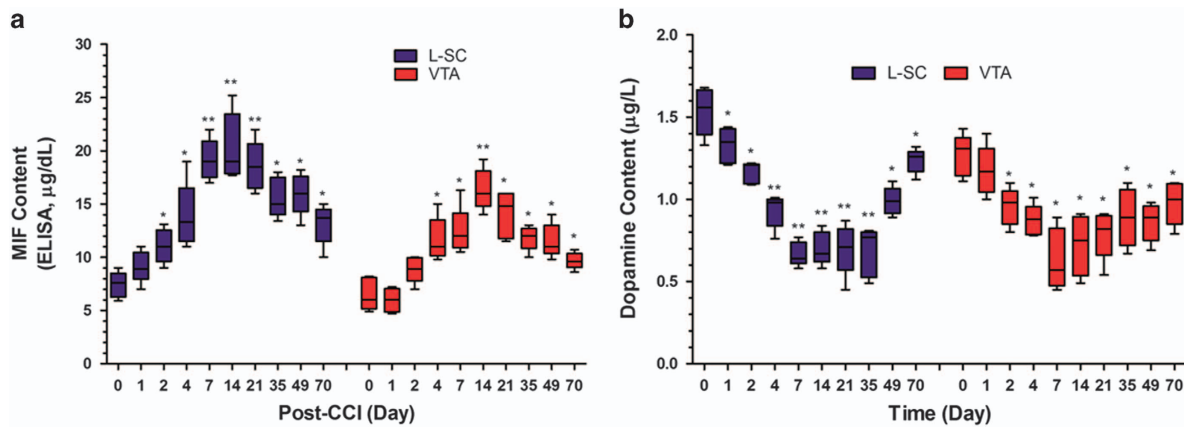 a
b
MIF Content
(ELISA, µg/dL)
30
25
20
15
10
5
0
L-SC
VTA
* ** ** ** * * * *
* * ** * * * *
0 1 2 4 7 14 21 35 49 70 0 1 2 4 7 14 21 35 49 70
Post-CCI (Day)
Dopamine Content (µg/L)
2.0
1.5
1.0
0.5
0.0
L-SC VTA
* * ** ** ** ** ** * *
* * * ** * * * *
0 1 2 4 7 14 21 35 49 70 0 1 2 4 7 14 21 35 49 70
Time (Day)